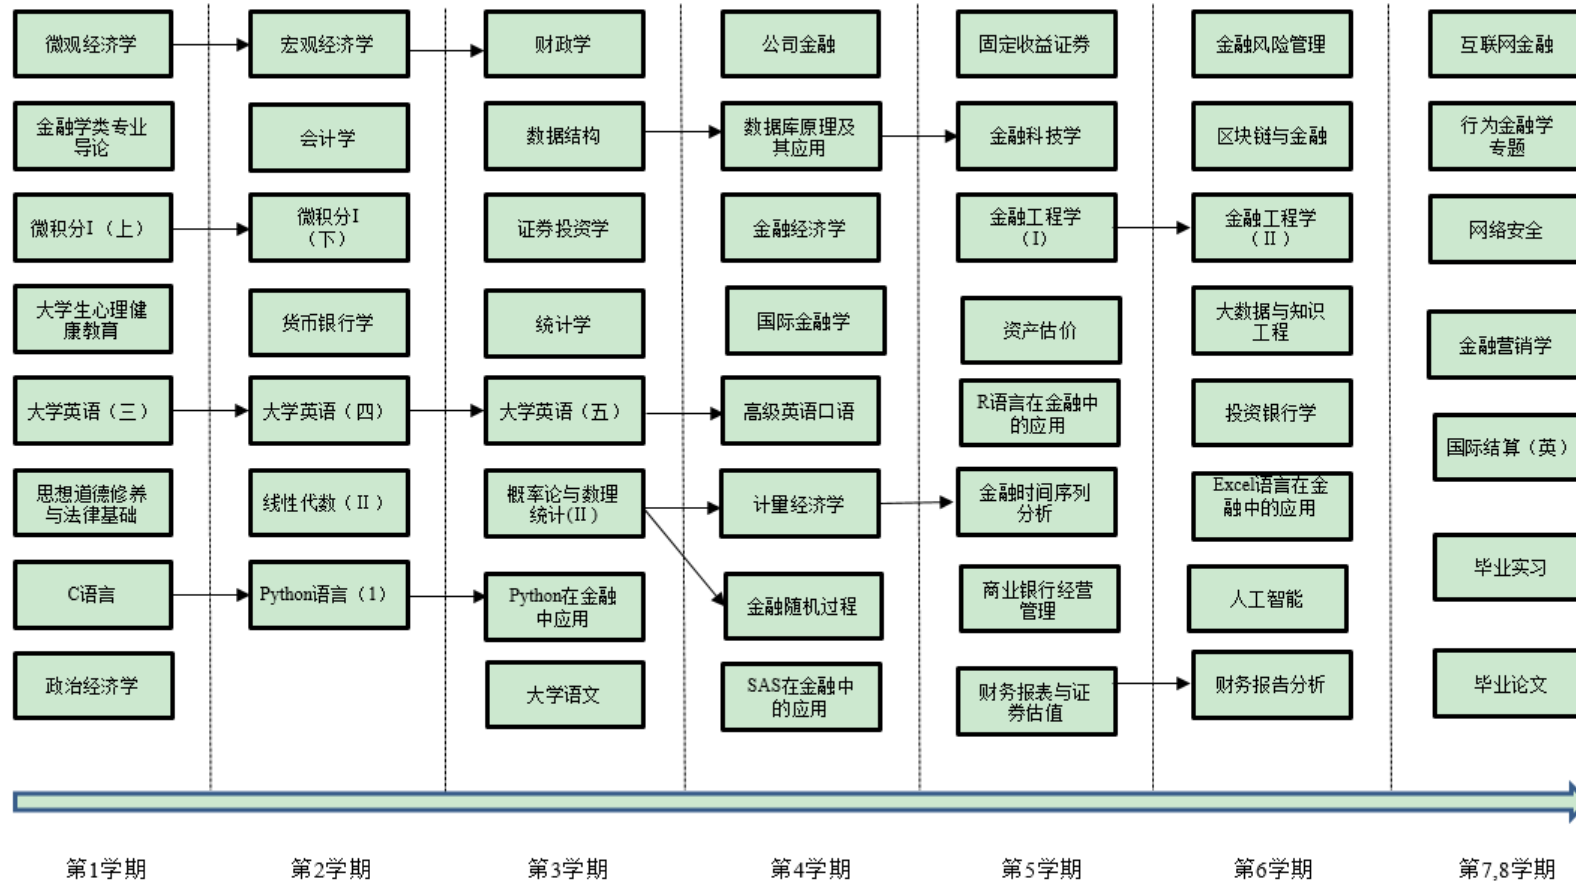 微观经济学
宏观经济学
财政学
公司金融
固定收益证券
金融风险管理
互联网金融
金融学类专业
导论
会计学
数据结构
数据库原理及
其应用
金融科技学
区块链与金融
行为金融学
专题
微积分I（上）
微积分I
（下）
证券投资学
金融经济学
金融工程学
（I）
金融工程学
（II）
网络安全
大学生心理健
康教育
货币银行学
统计学
国际金融学
资产估价
大数据与知识
工程
金融营销学
大学英语（三）
大学英语（四）
大学英语（五）
高级英语口语
R语言在金融中
的应用
投资银行学
国际结算（英）
思想道德修养
与法律基础
线性代数（II）
概率论与数理
统计(II)
计量经济学
金融时间序列
分析
Excel语言在金
融中的应用
毕业实习
C语言
Python语言（1）
Python在金融
中应用
金融随机过程
商业银行经营
管理
人工智能
毕业论文
政治经济学
大学语文
SAS在金融中
的应用
财务报表与证
券估值
财务报告分析
第1学期
第2学期
第3学期
第4学期
第5学期
第6学期
第7,8学期